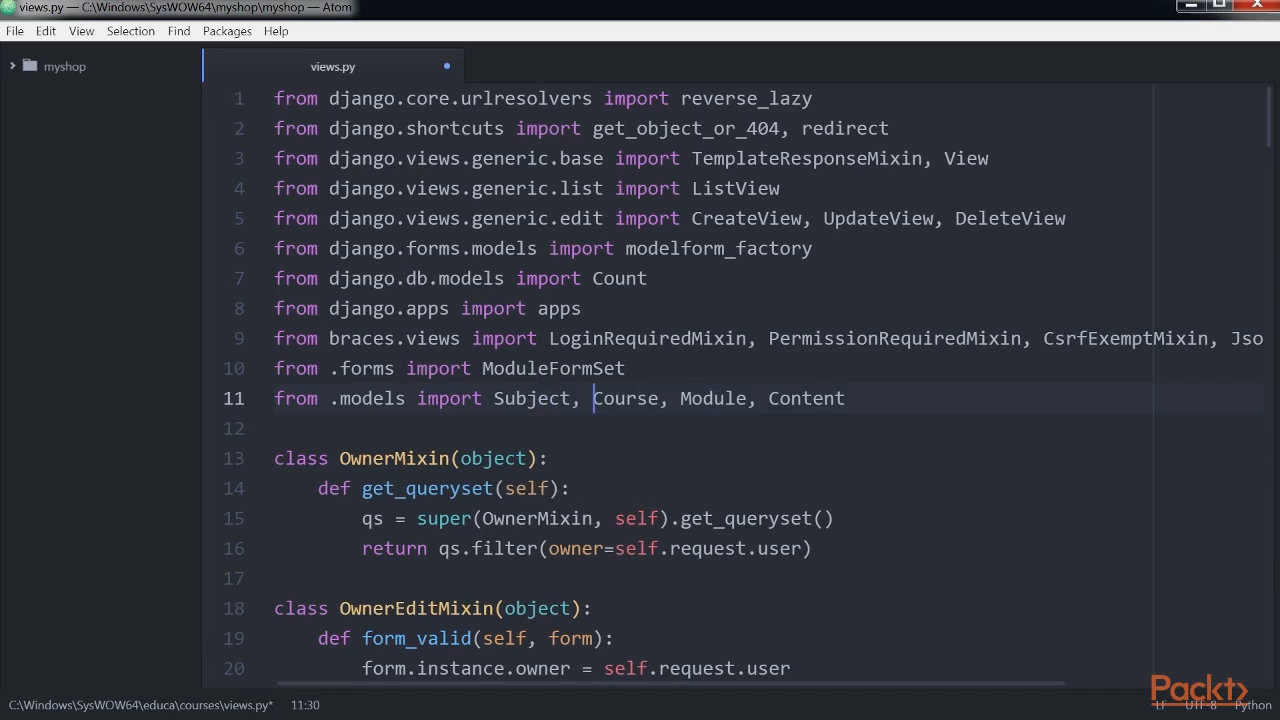 views.py — C:\Windows\SysWOW64\myshop\myshop — Atom
File Edit View Selection Find Packages Help
myshop
views.py
1 from django.core.urlresolvers import reverse_lazy
2 from django.shortcuts import get_object_or_404, redirect
3 from django.views.generic.base import TemplateResponseMixin, View
4 from django.views.generic.list import ListView
5 from django.views.generic.edit import CreateView, UpdateView, DeleteView
6 from django.forms.models import modelform_factory
7 from django.db.models import Count
8 from django.apps import apps
9 from braces.views import LoginRequiredMixin, PermissionRequiredMixin, CsrfExemptMixin, Jso
10 from .forms import ModuleFormSet
11 from .models import Subject, Course, Module, Content
12
13 class OwnerMixin(object):
14     def get_queryset(self):
15         qs = super(OwnerMixin, self).get_queryset()
16         return qs.filter(owner=self.request.user)
17
18 class OwnerEditMixin(object):
19     def form_valid(self, form):
20         form.instance.owner = self.request.user
Packt
C:\Windows\SysWOW64\educa\courses\views.py* 11:30 LF UTF-8 Python